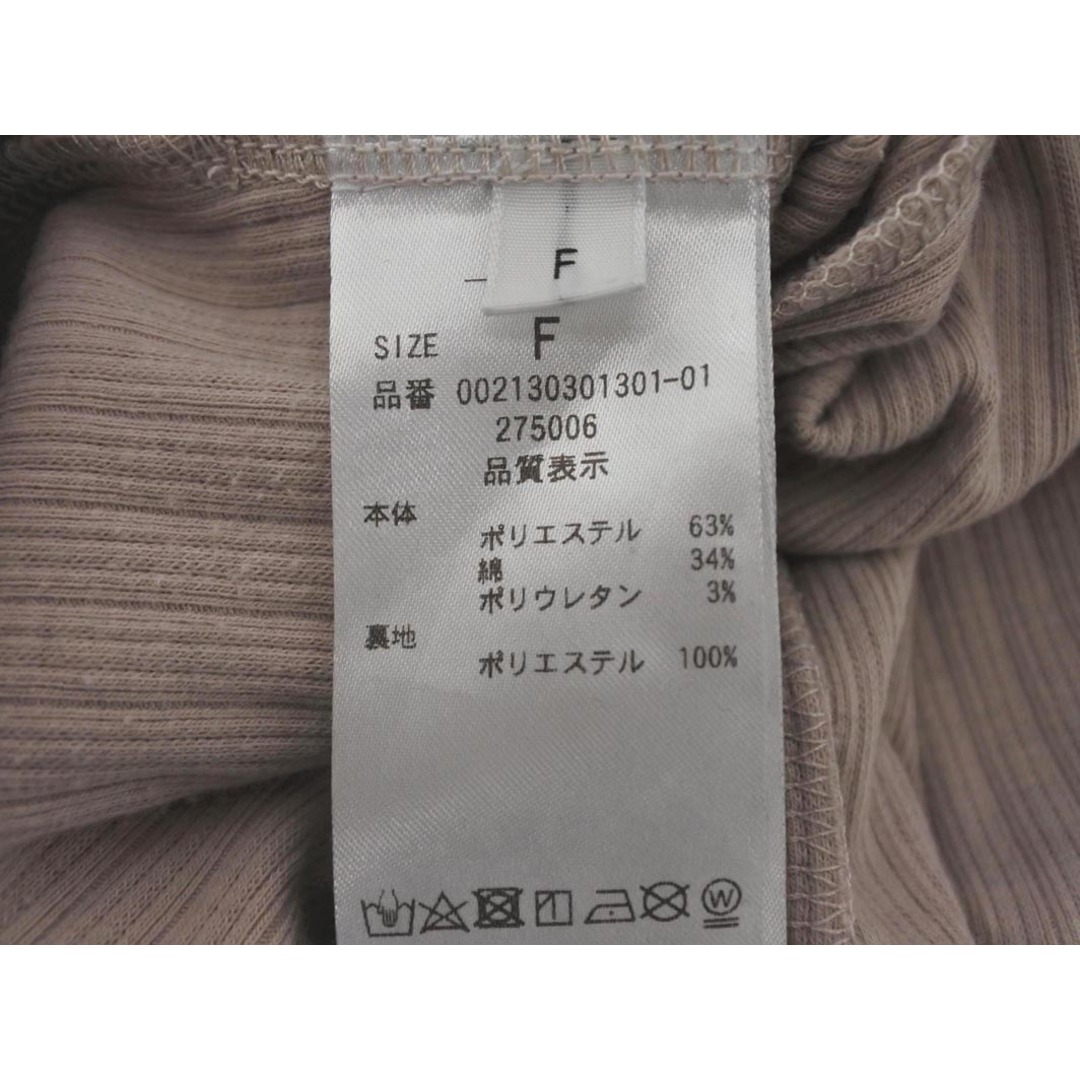 F
SIZE F
品番 002130301301-01
275006
品質表示
本体
ポリエステル 63%
綿 34%
ポリウレタン 3%
裏地
ポリエステル 100%
W